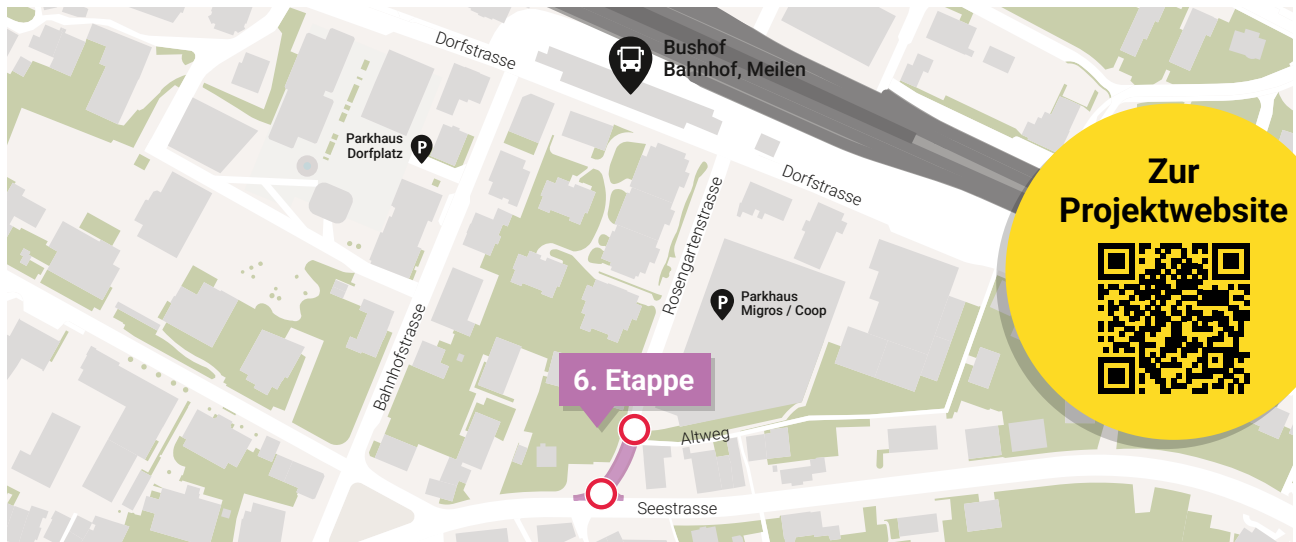 Dorfstrasse
Bushof
Bahnhof, Meilen
Parkhaus
Dorfplatz
P
Dorfstrasse
Zur
Projektwebsite
Rosengartenstrasse
P
Parkhaus
Migros / Coop
Bahnhofstrasse
6. Etappe
Altweg
Seestrasse